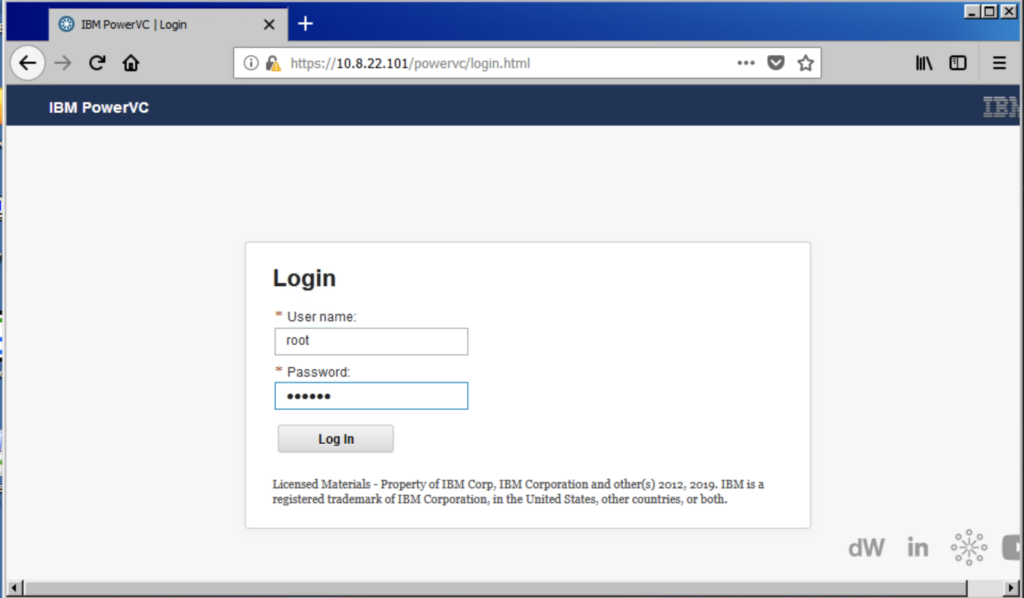 IBM PowerVC | Login
https://10.8.22.101/powervc/login.html
IBM PowerVC
IBM
Login
* User name:
root
* Password:
••••••
Log In
Licensed Materials - Property of IBM Corp, IBM Corporation and other(s) 2012, 2019. IBM is a
registered trademark of IBM Corporation, in the United States, other countries, or both.
dW in